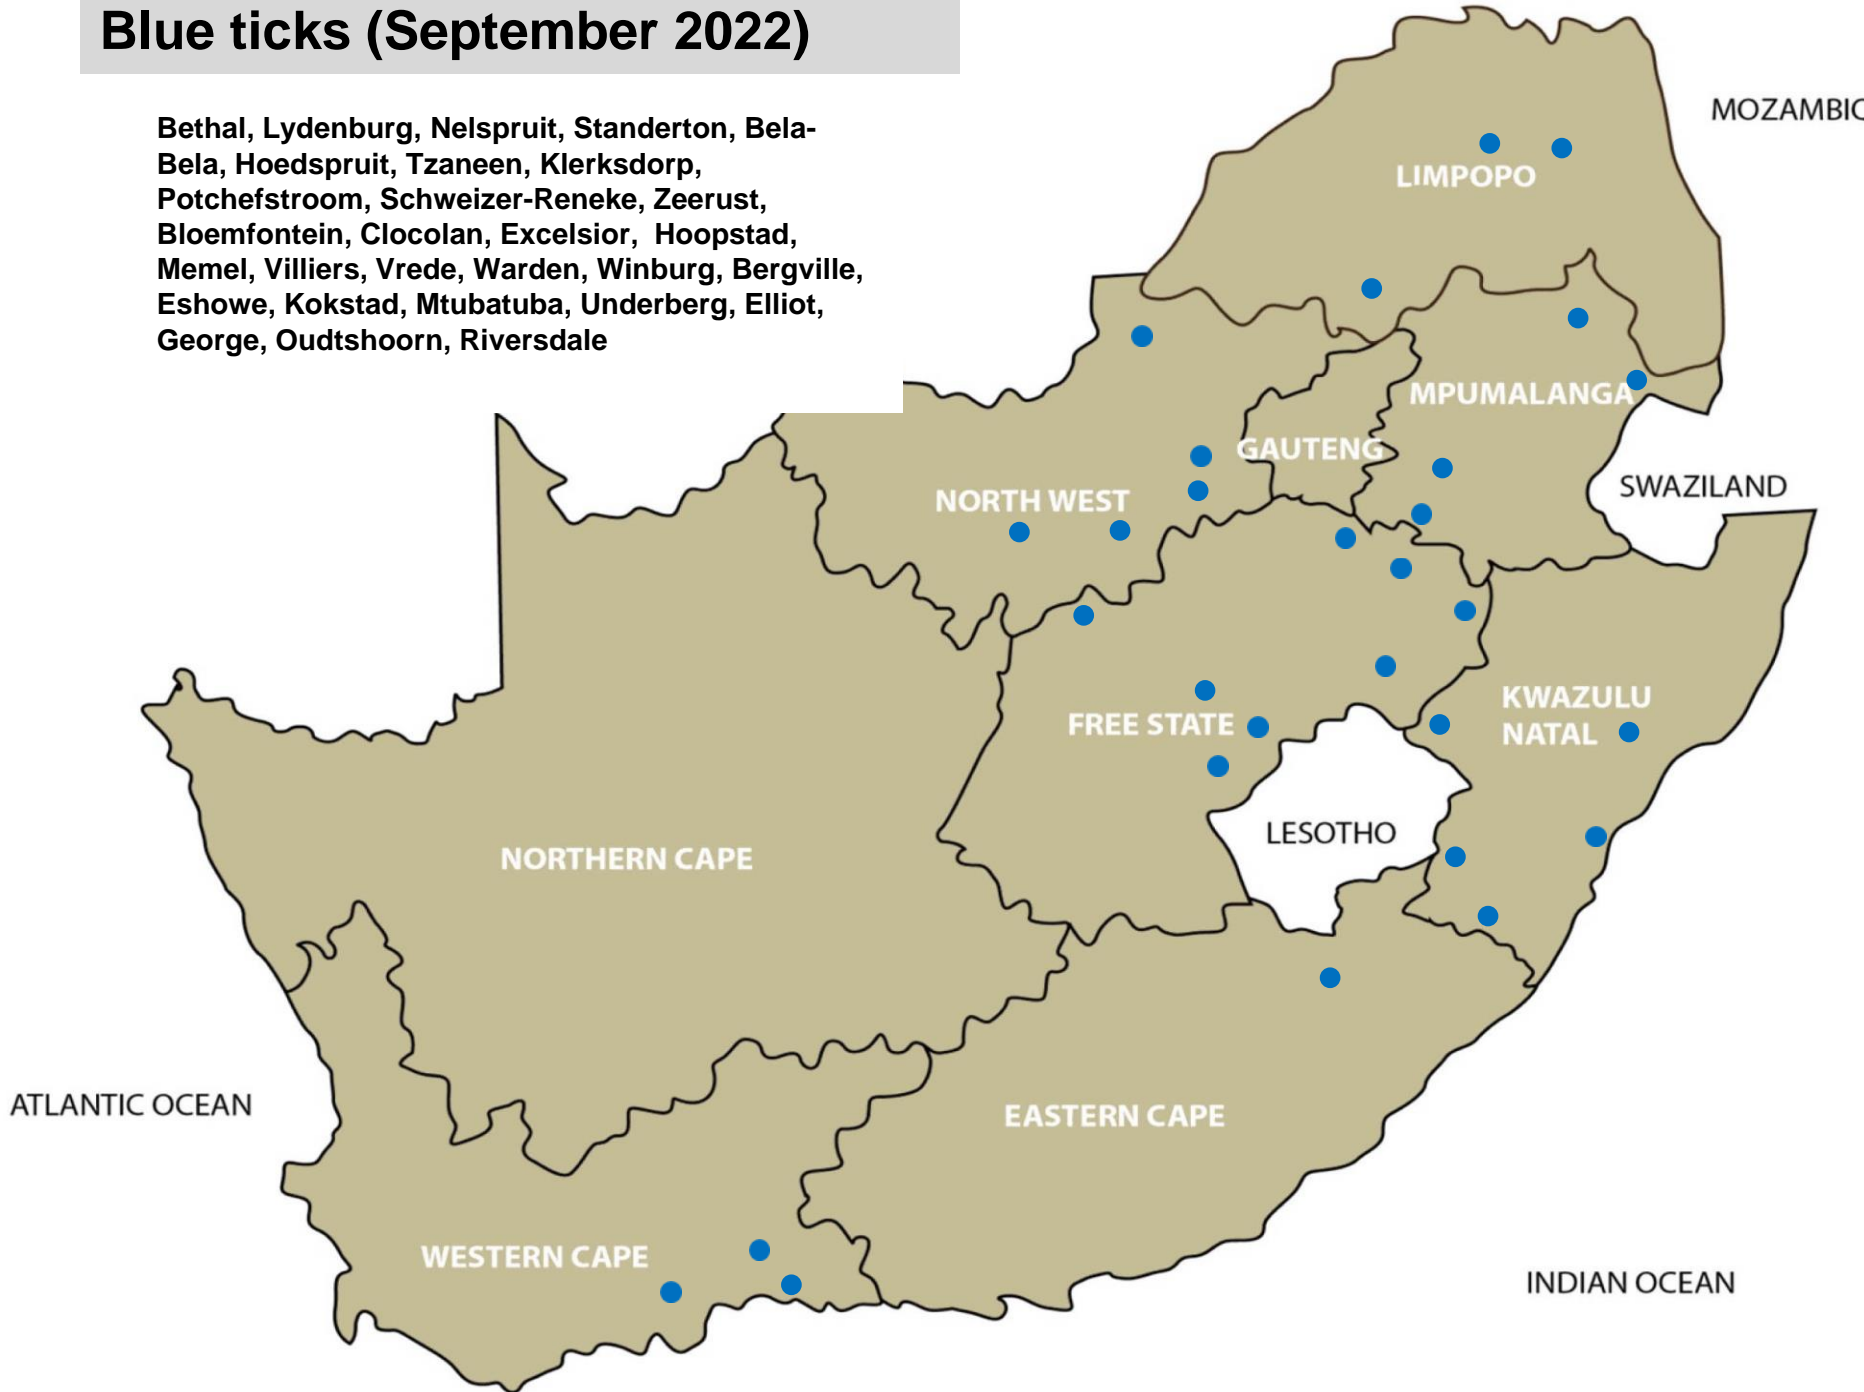 Blue ticks (September 2022)
Bethal, Lydenburg, Nelspruit, Standerton, Bela-
Bela, Hoedspruit, Tzaneen, Klerksdorp,
Potchefstroom, Schweizer-Reneke, Zeerust,
Bloemfontein, Clocolan, Excelsior, Hoopstad,
Memel, Villiers, Vrede, Warden, Winburg, Bergville,
Eshowe, Kokstad, Mtubatuba, Underberg, Elliot,
George, Oudtshoorn, Riversdale
MOZAMBIC
LIMPOPO
MPUMALANGA
GAUTENG
SWAZILAND
NORTH WEST
KWAZULU
NATAL
FREE STATE
LESOTHO
NORTHERN CAPE
ATLANTIC OCEAN
EASTERN CAPE
WESTERN CAPE
INDIAN OCEAN